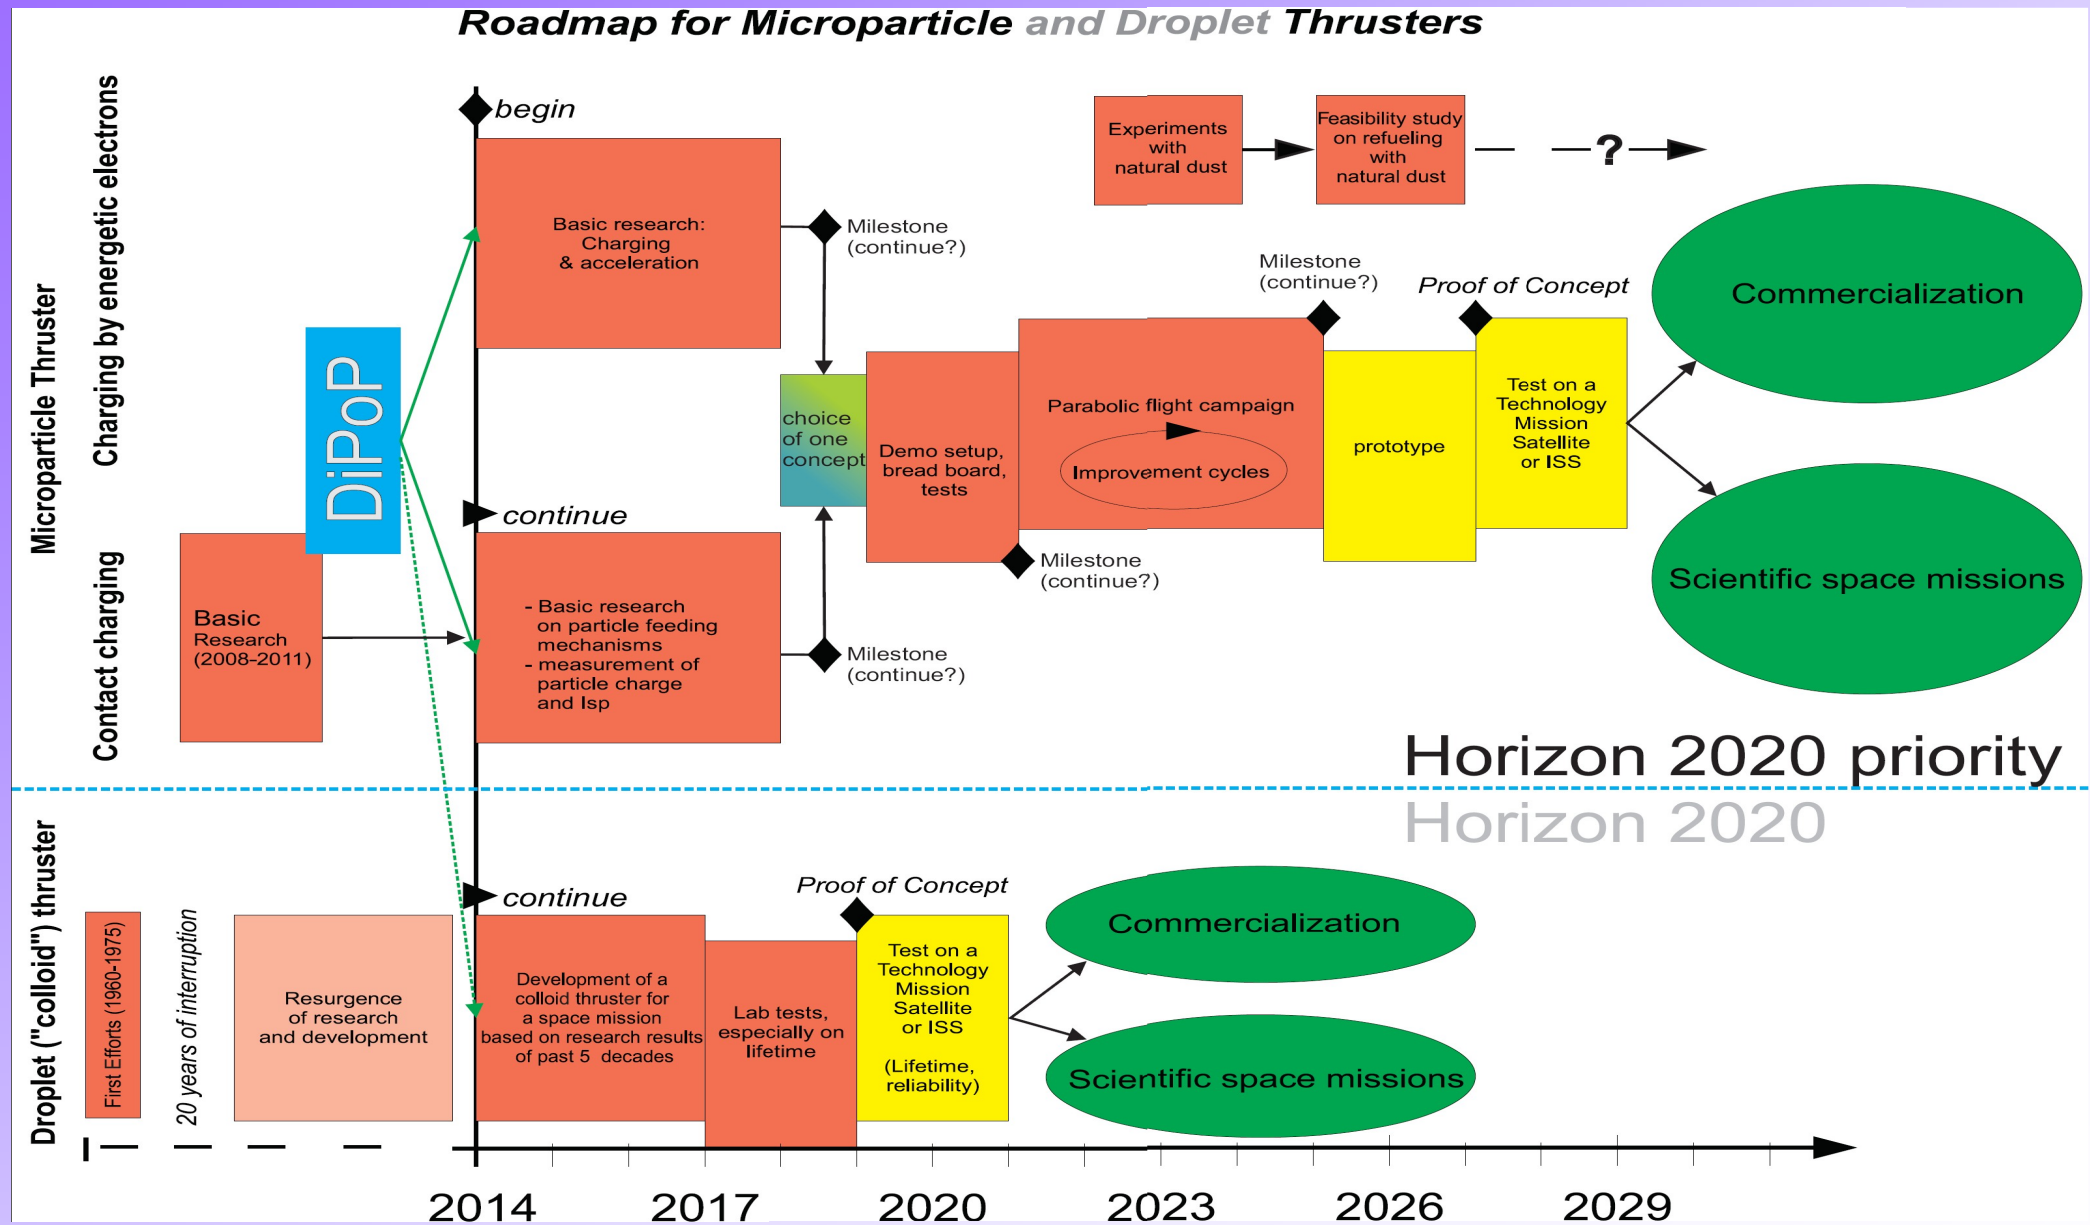 Roadmap for Microparticle and Droplet Thrusters
Microparticle Thruster
Charging by energetic electrons
Contact charging
begin
Basic research:
Charging
& acceleration
Milestone
(continue?)
Experiments
with
natural dust
Feasibility study
on refueling
with
natural dust
?
DiPoP
continue
Basic
Research
(2008-2011)
- Basic research
on particle feeding
mechanisms
- measurement of
particle charge
and Isp
Milestone
(continue?)
choice
of one
concept
Demo setup,
bread board,
tests
Milestone
(continue?)
Parabolic flight campaign
Improvement cycles
Milestone
(continue?)
prototype
Proof of Concept
Test on a
Technology
Mission
Satellite
or ISS
Commercialization
Scientific space missions
Horizon 2020 priority
Horizon 2020
Droplet ("colloid") thruster
First Efforts (1960-1975)
20 years of interruption
Resurgence
of research
and development
continue
Development of a
colloid thruster for
a space mission
based on research results
of past 5 decades
Lab tests,
especially on
lifetime
Proof of Concept
Test on a
Technology
Mission
Satellite
or ISS
(Lifetime,
reliability)
Commercialization
Scientific space missions
2014 2017 2020 2023 2026 2029